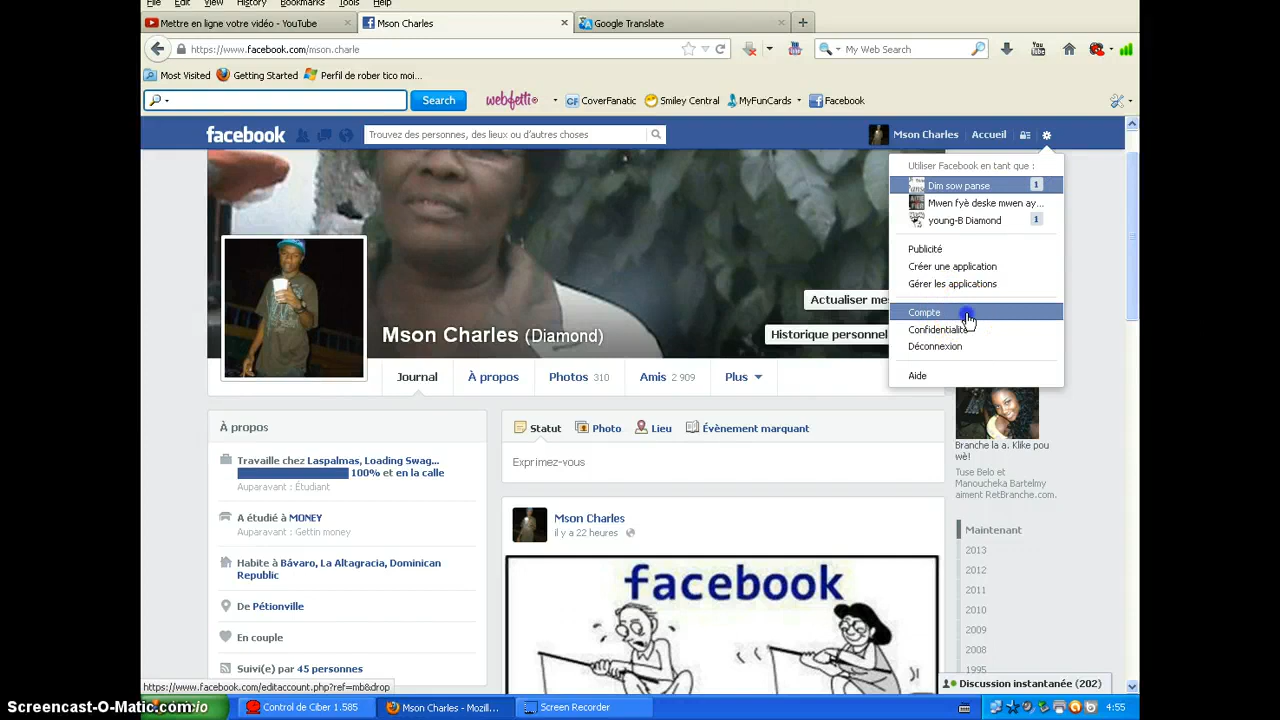 File Edit View History Bookmarks Tools Help
Mettre en ligne votre vidéo - YouTube
Mson Charles
Google Translate
https://www.facebook.com/mson.charle
My Web Search
Most Visited
Getting Started
Perfil de rober tico moi...
Search
webfetti
CoverFanatic
Smiley Central
MyFunCards
Facebook
facebook
Trouvez des personnes, des lieux ou d'autres choses
Mson Charles
Accueil
Utiliser Facebook en tant que :
Dim sow panse
1
Mwen fyè deske mwen ay...
young-B Diamond
1
Publicité
Créer une application
Gérer les applications
Compte
Confidentialité
Déconnexion
Aide
Actualiser me
Historique personnel
Mson Charles (Diamond)
Journal
À propos
Photos 310
Amis 2 909
Plus
À propos
Travaille chez Laspalmas, Loading Swag...
100% et en la calle
Auparavant : Étudiant
A étudié à MONEY
Auparavant : Gettin money
Habite à Bávaro, La Altagracia, Dominican
Republic
De Pétionville
En couple
Suivi(e) par 45 personnes
Statut
Photo
Lieu
Évènement marquant
Exprimez-vous
Mson Charles
il y a 22 heures
facebook
Branche la a. Klike pou
wè!
Tuse Belo et
Manoucheka Bartelmy
aiment RetBranche.com.
Maintenant
2013
2012
2011
2010
2009
2008
1995
Discussion instantanée (202)
https://www.facebook.com/editaccount.php?ref=mb&drop
Screencast-O-Matic.com
Control de Ciber 1.585
Mson Charles - Mozill...
Screen Recorder
4:55